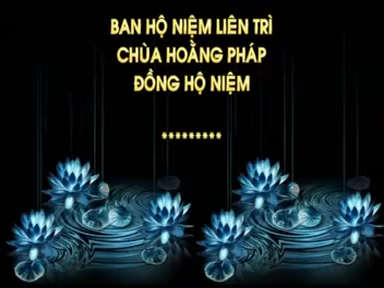 BAN HỘ NIỆM LIÊN TRÌ
CHÙA HOẰNG PHÁP
ĐỒNG HỘ NIỆM
*********